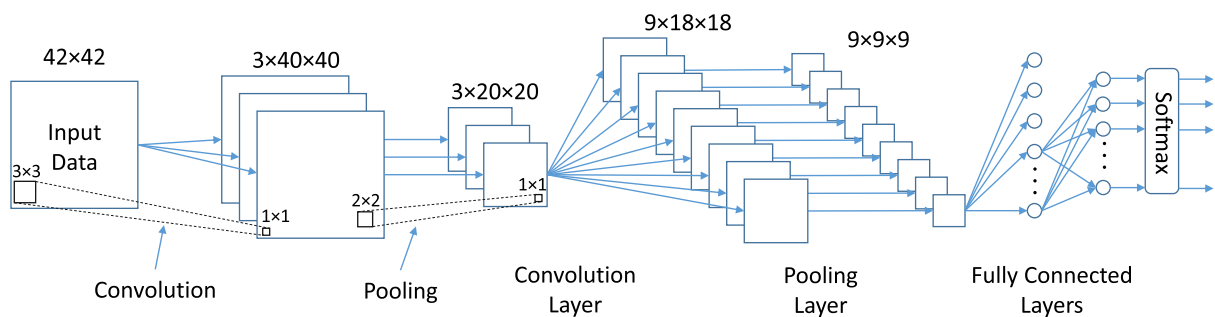 42×42
3×40×40
3×20×20
9×18×18
9×9×9
Input
Data
3×3
1×1
2×2
1×1
Softmax
Convolution
Pooling
Convolution
Layer
Pooling
Layer
Fully Connected
Layers